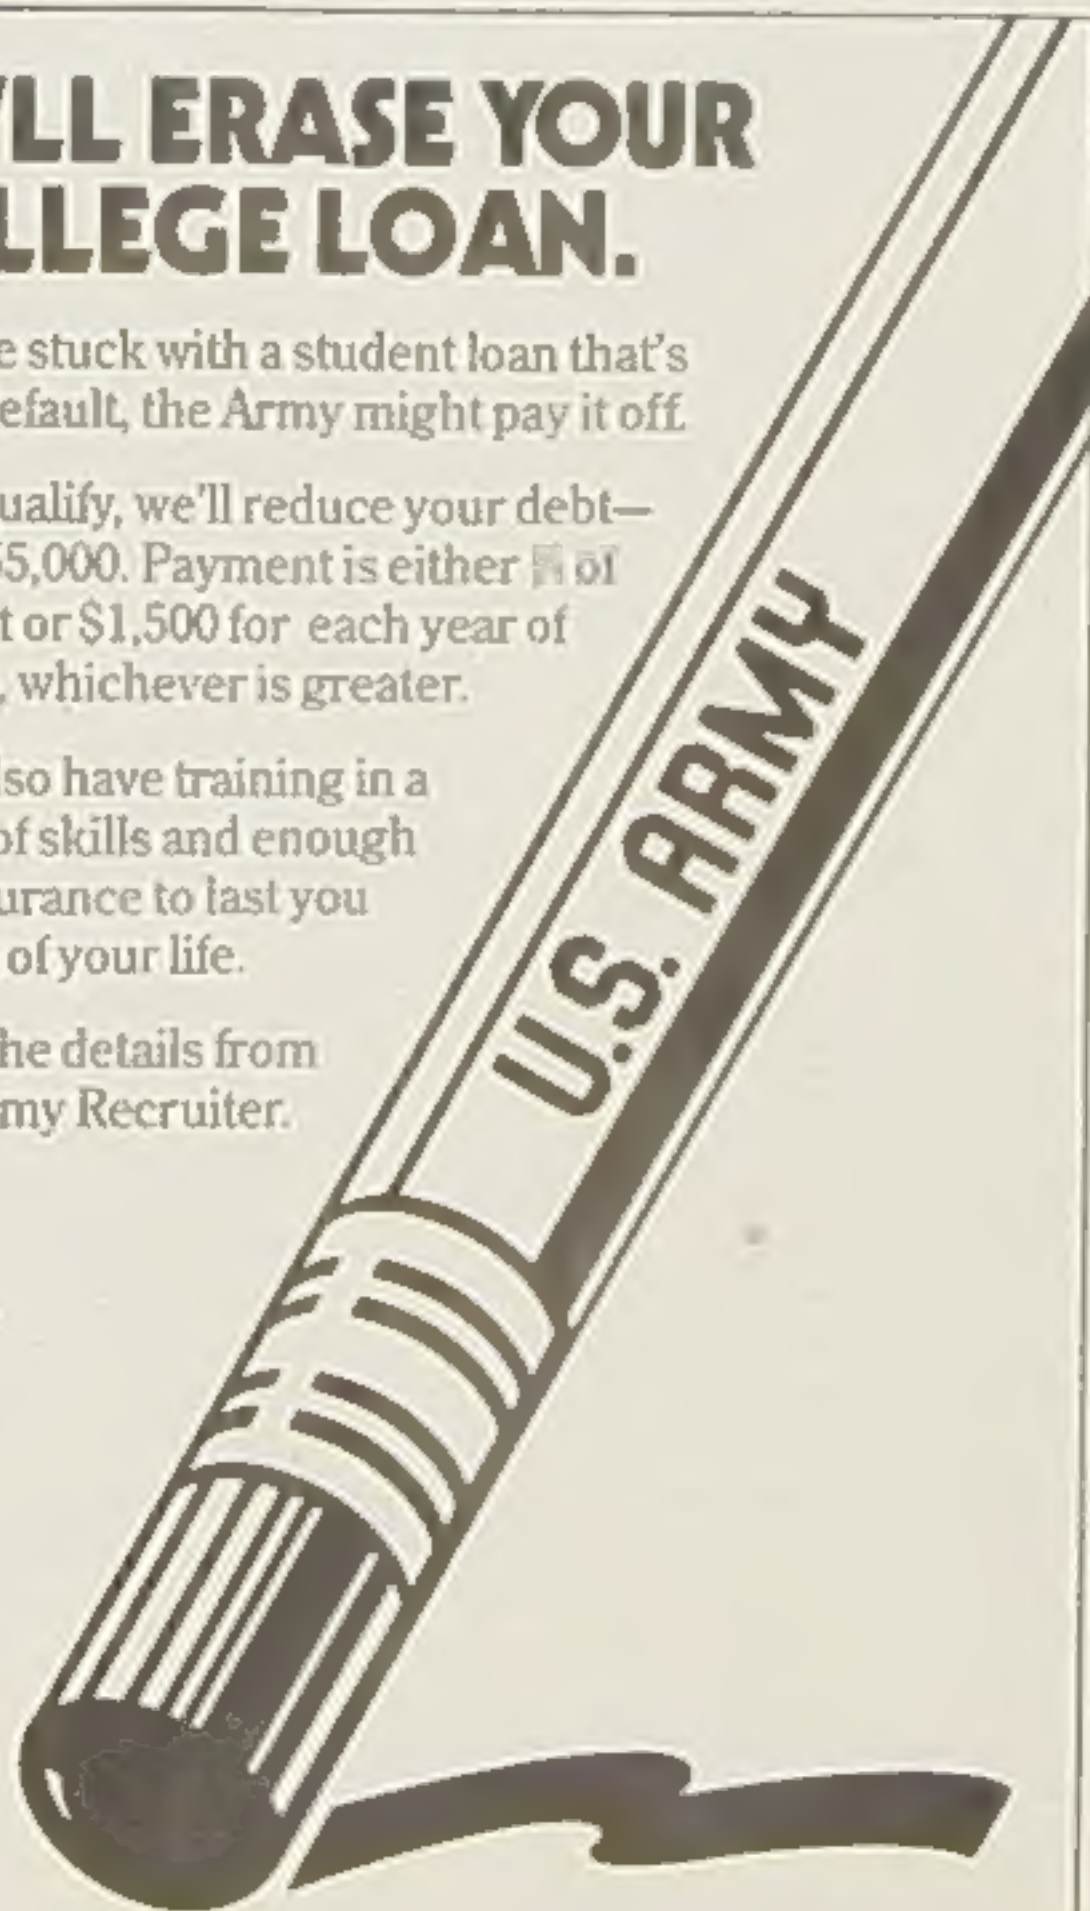 'LL ERASE YOUR
LLEGE LOAN.
e stuck with a student loan that's
efault, the Army might pay it off.
ualify, we'll reduce your debt—
5,000. Payment is either of
t or $1,500 for each year of
, whichever is greater.
lso have training in a
of skills and enough
urance to last you
of your life.
he details from
my Recruiter.
U.S. ARMY